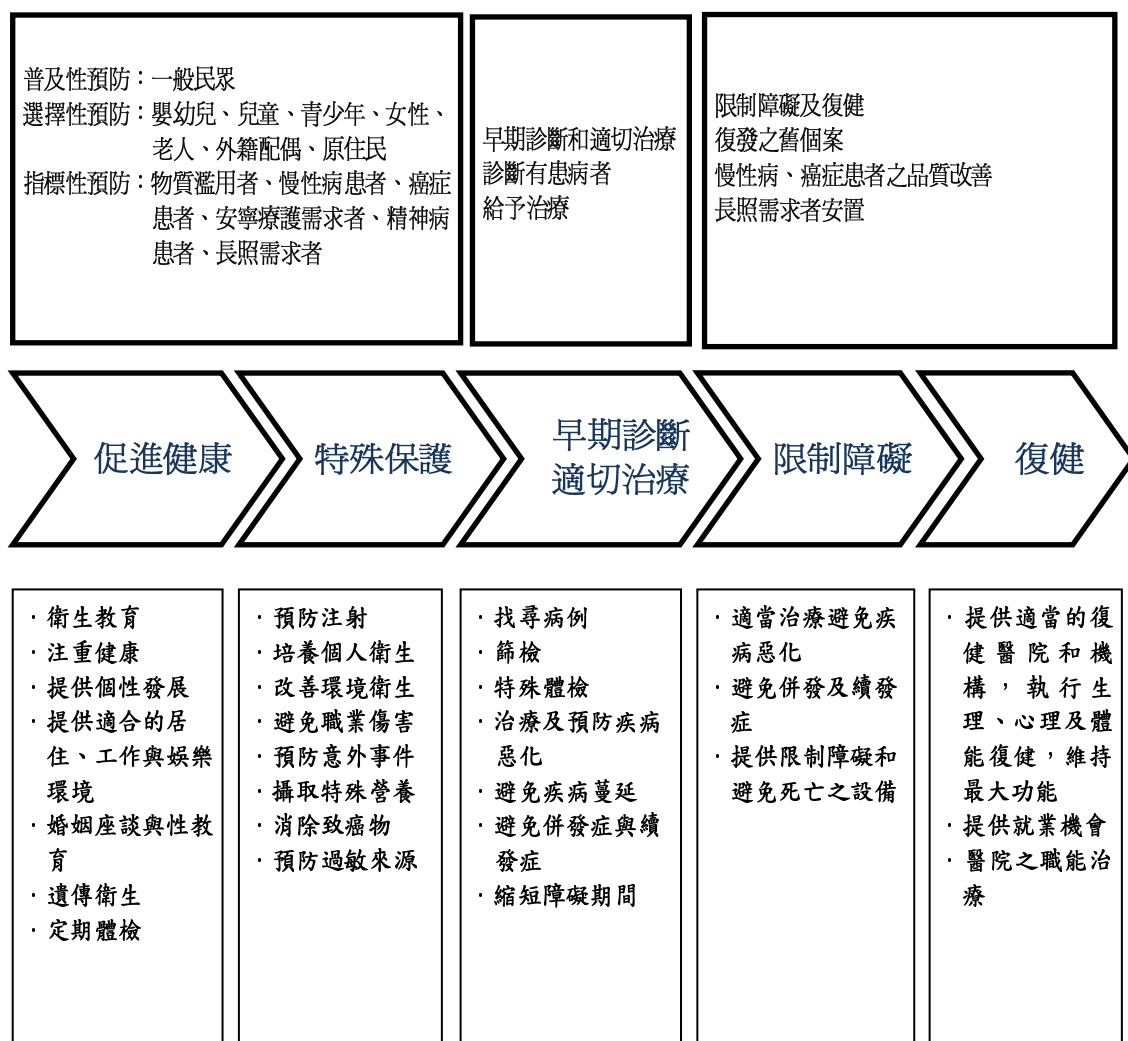 普及性預防：一般民眾
選擇性預防：嬰幼兒、兒童、青少年、女性、
老人、外籍配偶、原住民
指標性預防：物質濫用者、慢性病患者、癌症
患者、安寧療護需求者、精神病
患者、長照需求者
早期診斷和適切治療
診斷有患病者
給予治療
限制障礙及復健
復發之舊個案
慢性病、癌症患者之品質改善
長照需求者安置
促進健康
特殊保護
早期診斷
適切治療
限制障礙
復健
· 衛生教育
· 注重健康
· 提供個性發展
· 提供適合的居
住、工作與娛樂
環境
· 婚姻座談與性教
育
· 遺傳衛生
· 定期體檢
· 預防注射
· 培養個人衛生
· 改善環境衛生
· 避免職業傷害
· 預防意外事件
· 攝取特殊營養
· 消除致癌物
· 預防過敏來源
· 找尋病例
· 篩檢
· 特殊體檢
· 治療及預防疾病
惡化
· 避免疾病蔓延
· 避免併發症與續
發症
· 縮短障礙期間
· 適當治療避免疾
病惡化
· 避免併發及續發
症
· 提供限制障礙和
避免死亡之設備
· 提供適當的復
健醫院和機
構，執行生
理、心理及體
能復健，維持
最大功能
· 提供就業機會
· 醫院之職能治
療